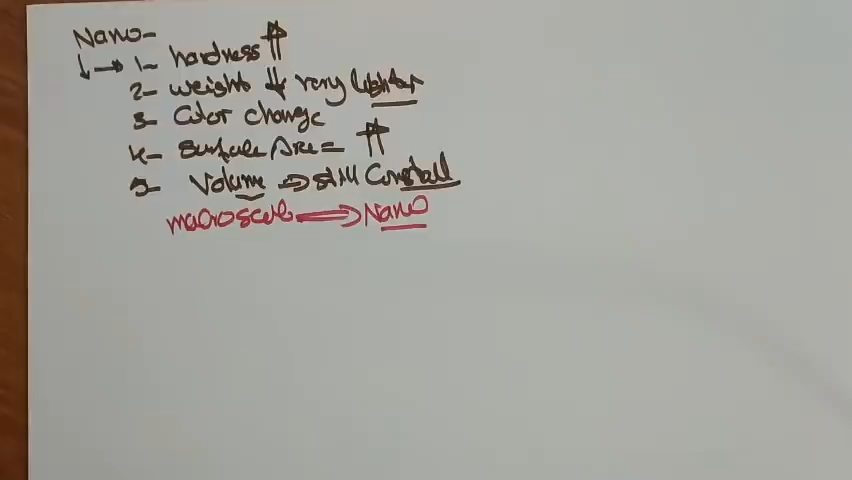 Nano-
↓→ 1- hardness ⇑
2- weight ⇓ very lighter
3- Color change
4- Surface Area = ⇑
5- Volume ⇒ still Constant
macroscale ⇒ Nano